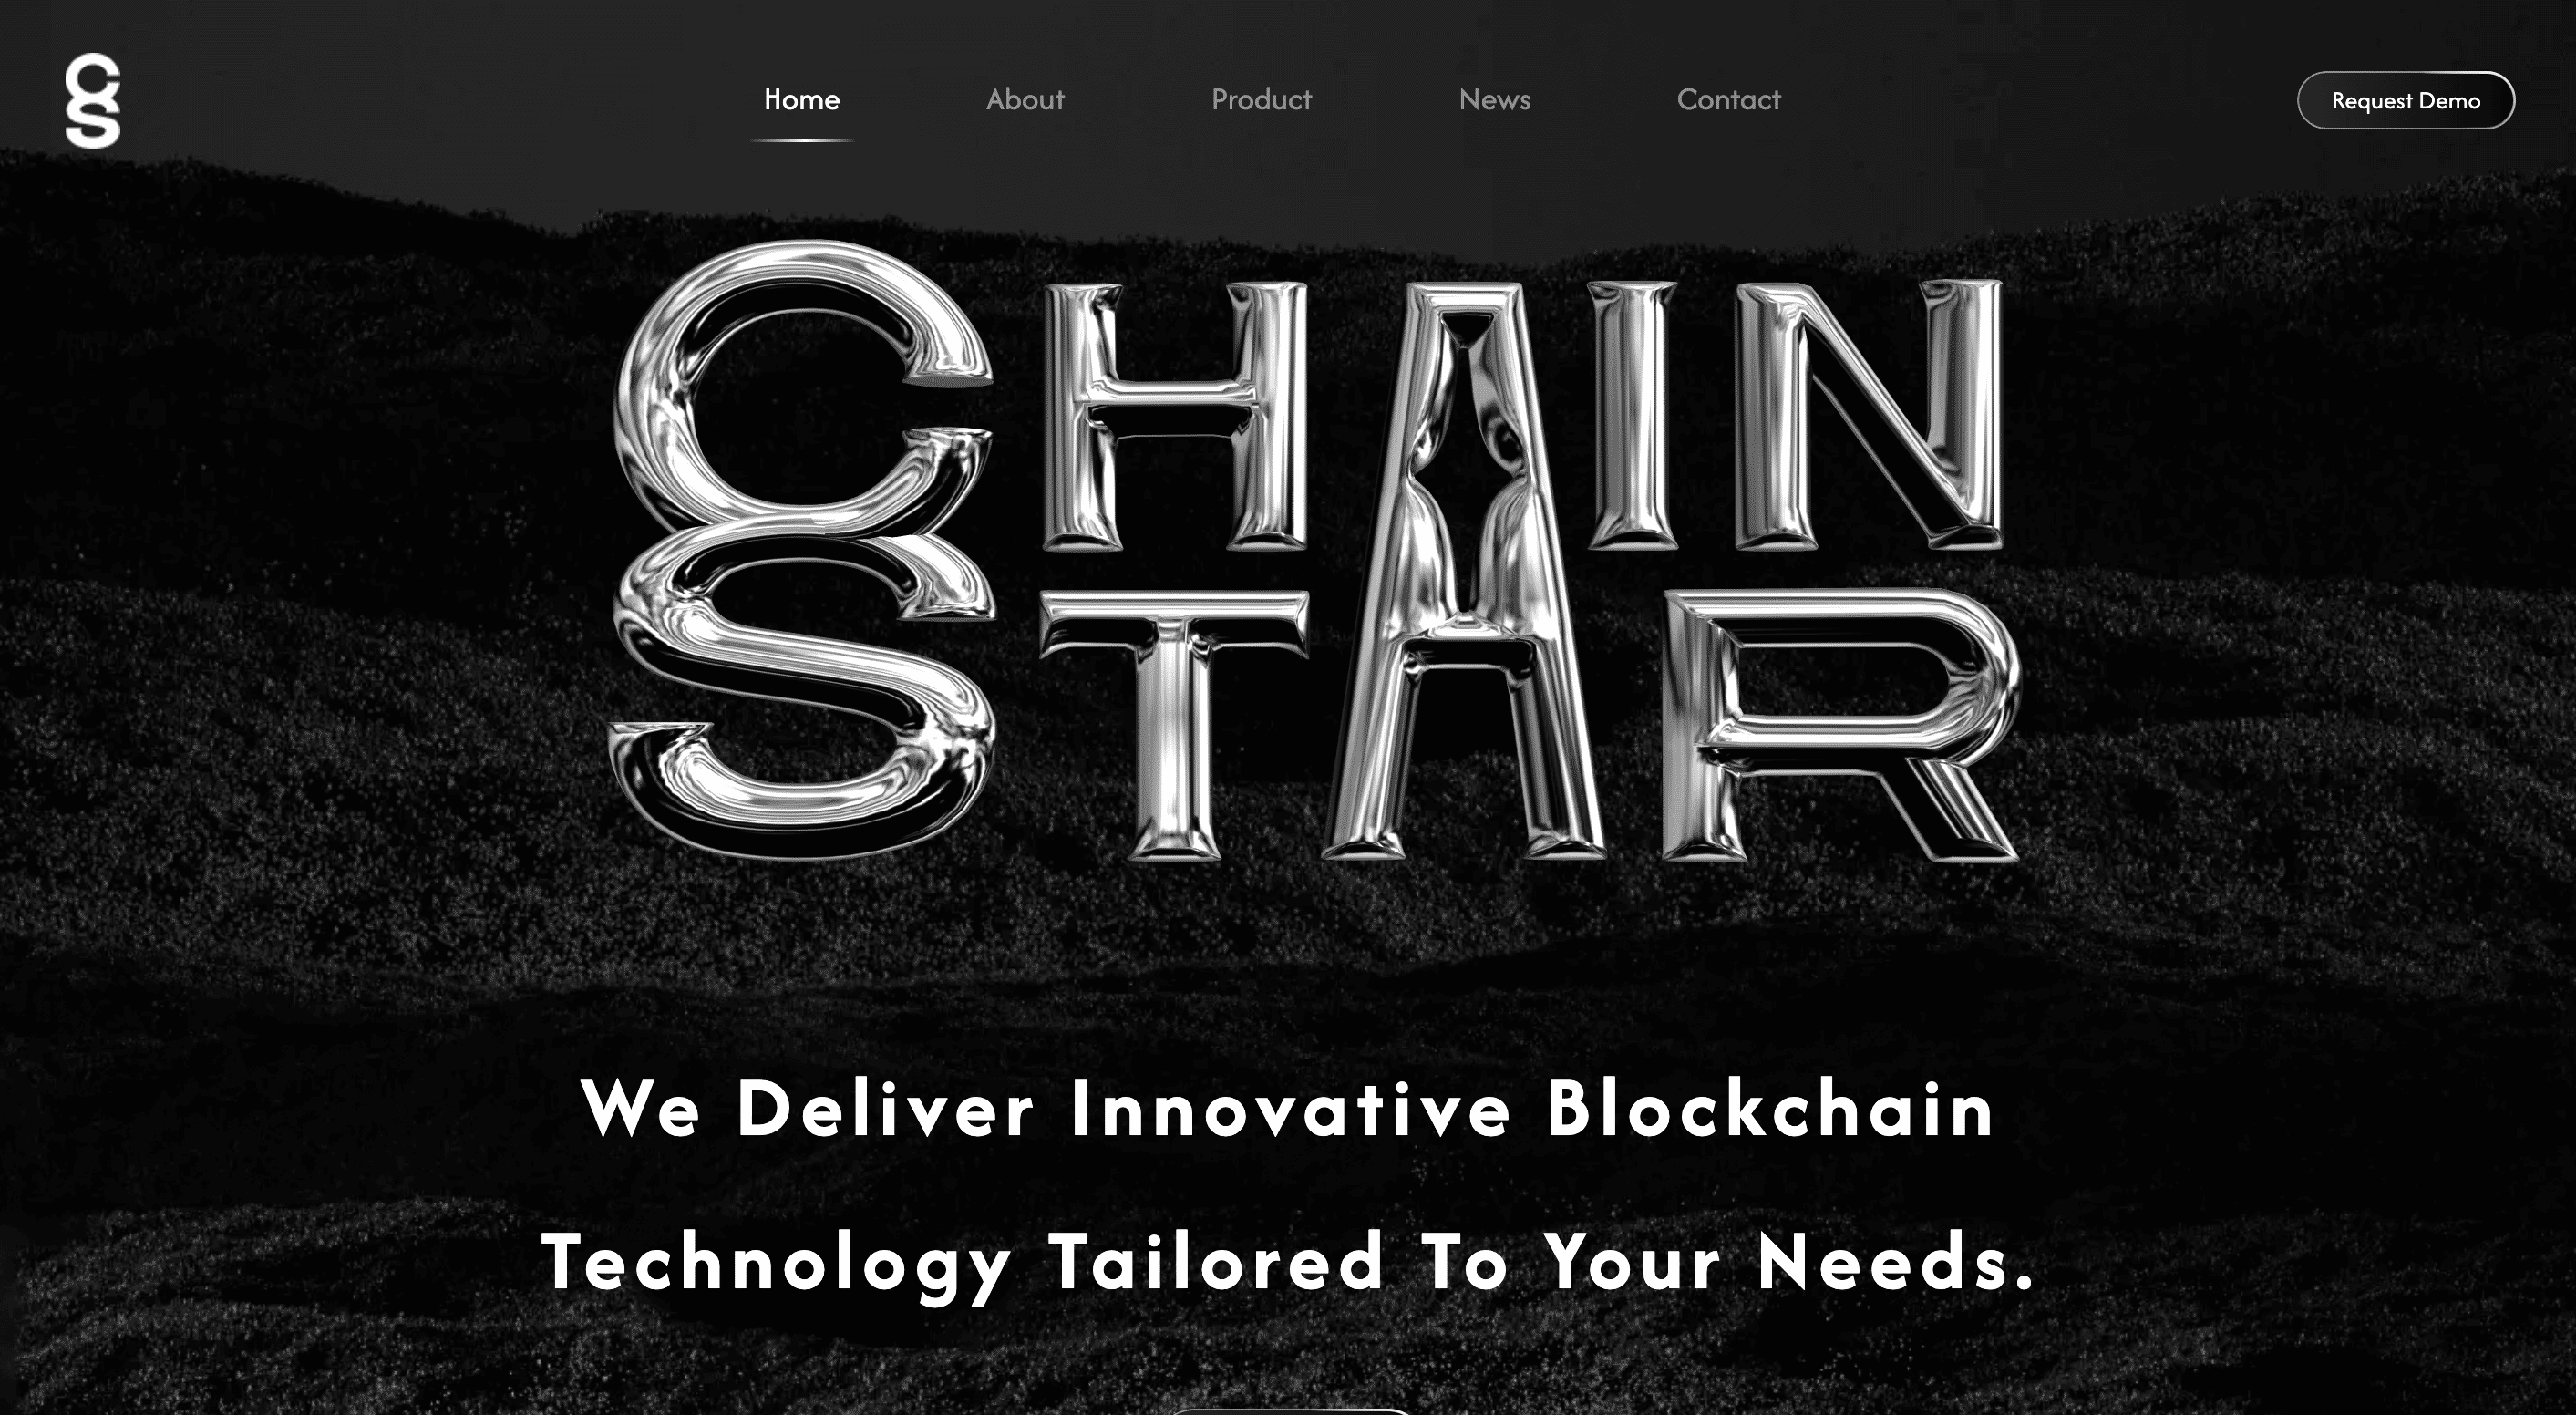 CS
Home
About
Product
News
Contact
Request Demo
CHAIN
STAR
We Deliver Innovative Blockchain
Technology Tailored To Your Needs.